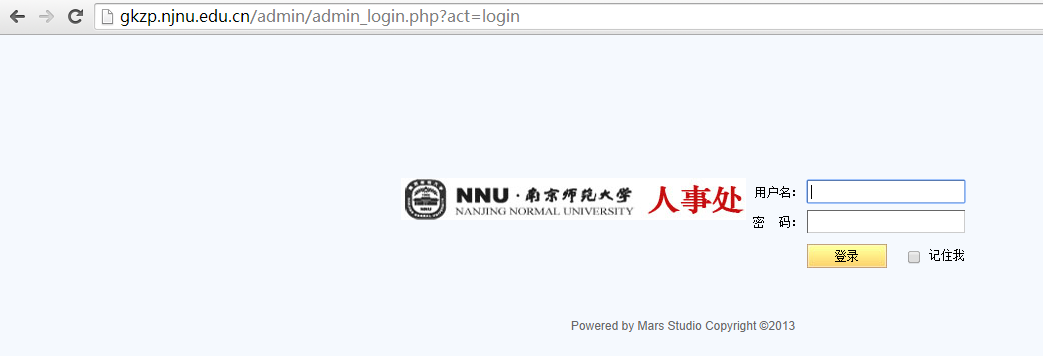 gkzp.njnu.edu.cn/admin/admin_login.php?act=login
NNU·南京师范大学
NANJING NORMAL UNIVERSITY
人事处
用户名：
密 码：
登录
记住我
Powered by Mars Studio Copyright ©2013